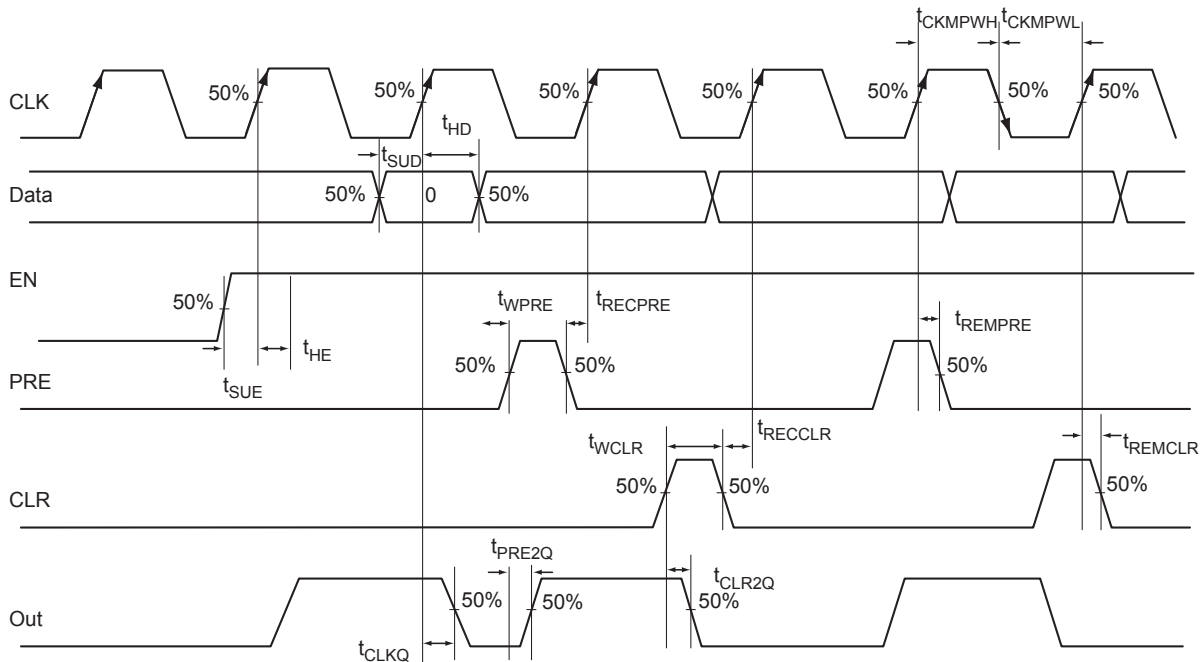 tCKMPWH tCKMPWL
CLK
50% 50% 50% 50% 50% 50% 50%
tSUD
tHD
Data
50% 0 50%
EN
50%
tSUE
tHE
tWPRE tRECPRE
tREMPRE
PRE
50% 50% 50%
tWCLR tRECCLR
tREMCLR
CLR
50% 50% 50%
tPRE2Q
tCLR2Q
Out
50% 50% 50%
tCLKQ